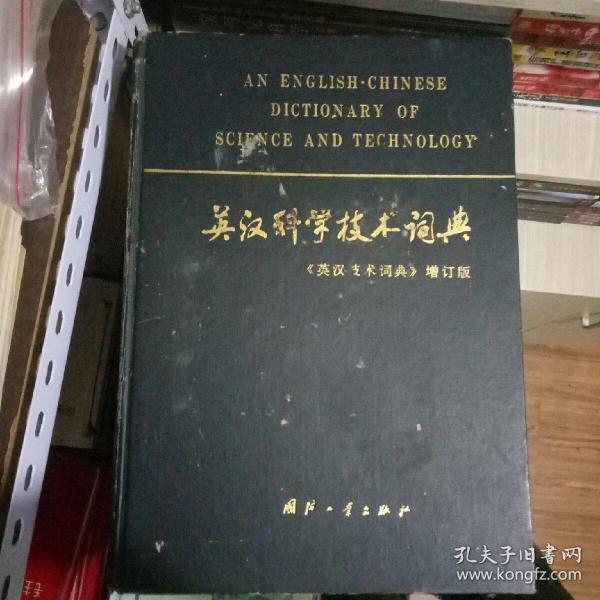 AN ENGLISH-CHINESE
DICTIONARY OF
SCIENCE AND TECHNOLOGY
英汉科学技术词典
《英汉技术词典》增订版
国防工业出版社
毛主
孔夫子旧书网
www.kongfz.com